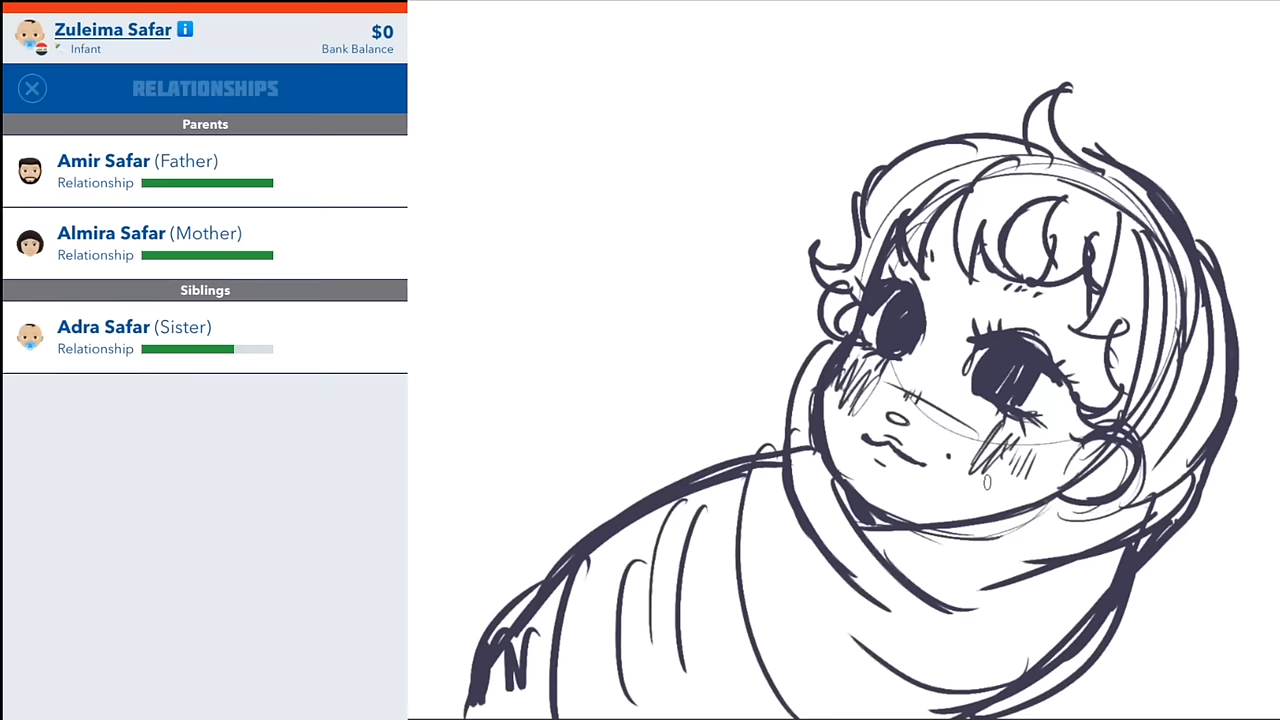 Zuleima Safar
$0
Infant
Bank Balance
RELATIONSHIPS
Parents
Amir Safar (Father)
Relationship
Almira Safar (Mother)
Relationship
Siblings
Adra Safar (Sister)
Relationship